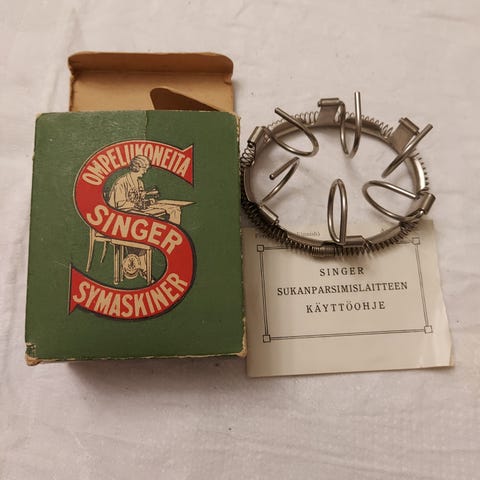 OMPELUKONEITA
SINGER
SYMASKINER
SINGER
SUKANPARSIMISLAITTEEN
KÄYTTÖOHJE